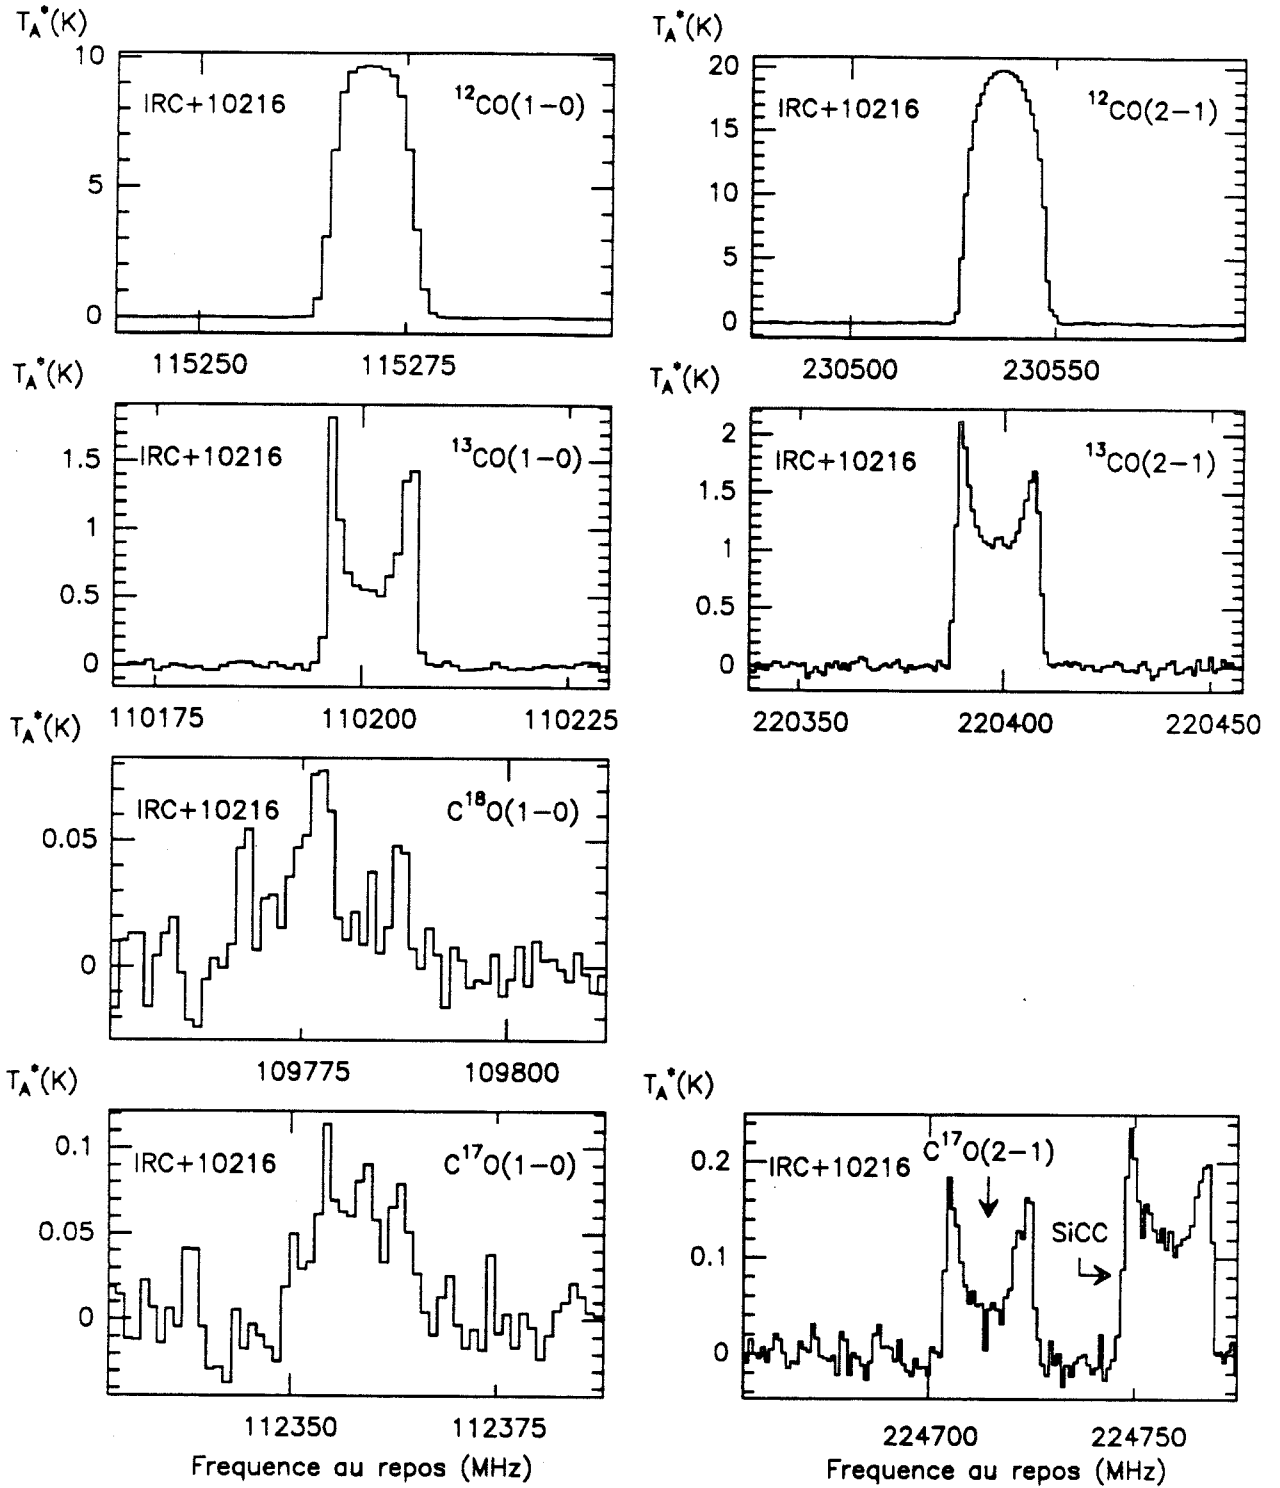 T_A*(K) T_A*(K)
10 20
IRC+10216 ¹²CO(1−0) IRC+10216 ¹²CO(2−1)
15
5 10
5
0 0
115250 115275 230500 230550
T_A*(K) T_A*(K)
1.5 IRC+10216 ¹³CO(1−0) 2 IRC+10216 ¹³CO(2−1)
1 1.5
1
0.5 0.5
0 0
110175 110200 110225 220350 220400 220450
T_A*(K)
IRC+10216 C¹⁸O(1−0)
0.05
0
109775 109800
T_A*(K) T_A*(K)
0.1 IRC+10216 C¹⁷O(1−0) 0.2 IRC+10216 C¹⁷O(2−1)
0.05 SiCC
0.1
0 0
112350 112375 224700 224750
Frequence au repos (MHz) Frequence au repos (MHz)